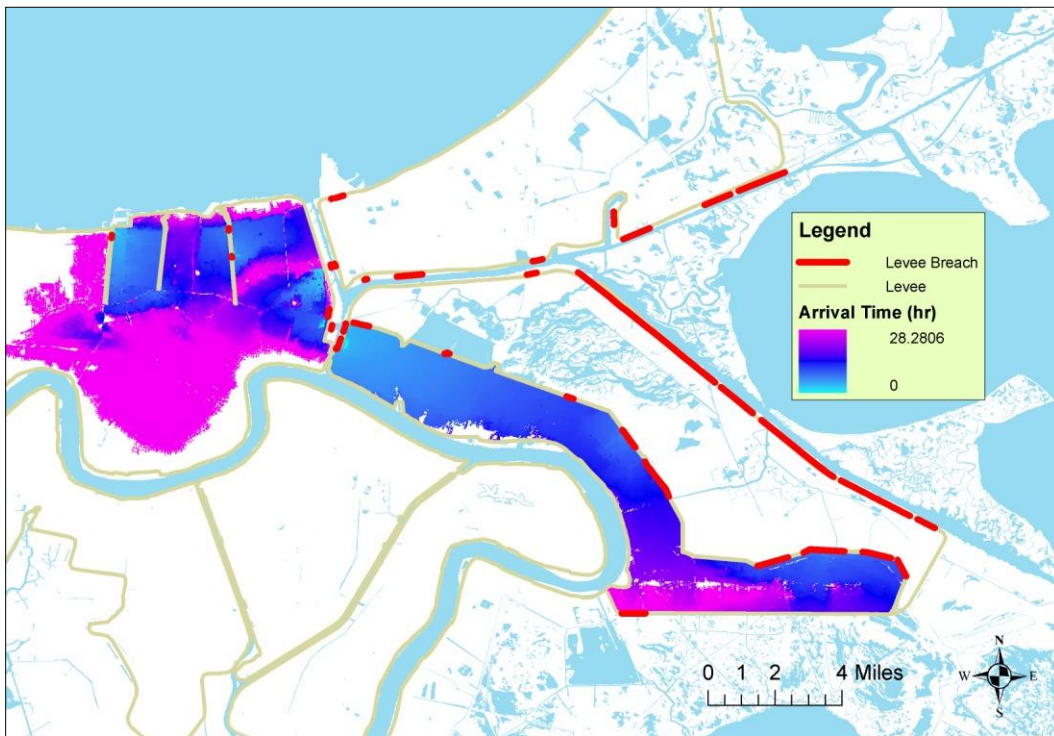 Legend
Levee Breach
Levee
Arrival Time (hr)
28.2806
0
0 1 2 4 Miles
N
W E
S